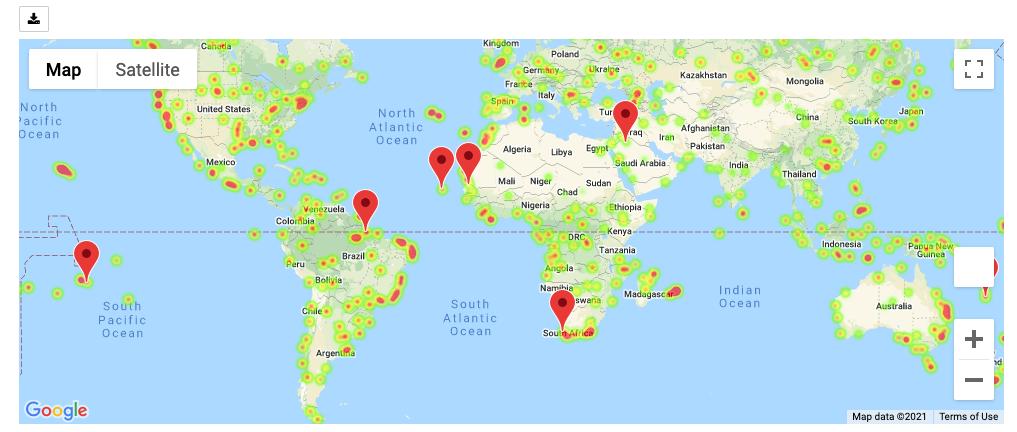 Map
Satellite
Canada
Kingdom
Poland
Germany
Ukraine
Kazakhstan
Mongolia
France
Italy
Spain
North
Pacific
Ocean
United States
North
Atlantic
Ocean
Japan
South Korea
China
Afghanistan
Iran
Pakistan
Algeria
Libya
Egypt
Saudi Arabia
Mexico
India
Thailand
Mali
Niger
Chad
Sudan
Nigeria
Ethiopia
Venezuela
Colombia
DRC
Kenya
Tanzania
Indonesia
Papua New
Guinea
Brazil
Peru
Bolivia
Angola
Namibia
Madagascar
Indian
Ocean
South
Pacific
Ocean
South
Atlantic
Ocean
Chile
South Africa
Australia
Argentina
Google
Map data ©2021
Terms of Use